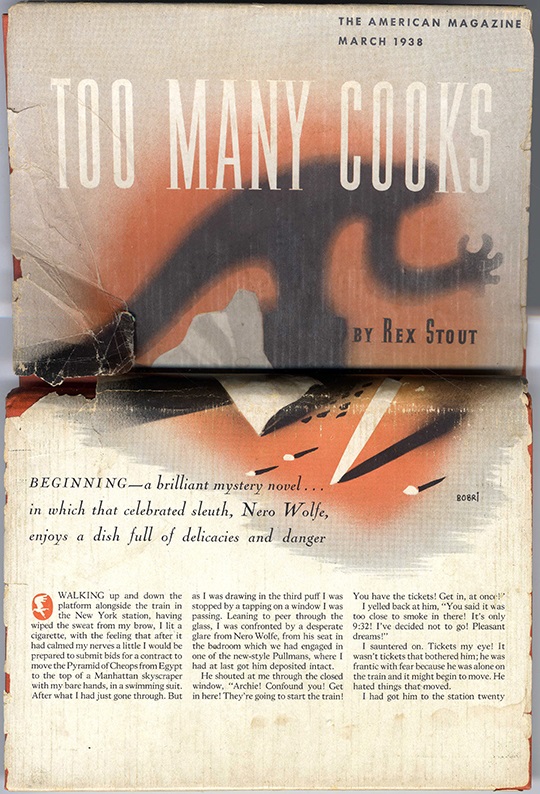 THE AMERICAN MAGAZINE
MARCH 1938
TOO MANY COOKS
BY REX STOUT
BOBRÍ
BEGINNING—a brilliant mystery novel . . .
in which that celebrated sleuth, Nero Wolfe,
enjoys a dish full of delicacies and danger
WALKING up and down the
platform alongside the train in
the New York station, having
wiped the sweat from my brow, I lit a
cigarette, with the feeling that after it
had calmed my nerves a little I would be
prepared to submit bids for a contract to
move the Pyramid of Cheops from Egypt
to the top of a Manhattan skyscraper
with my bare hands, in a swimming suit.
After what I had just gone through. But
as I was drawing in the third puff I was
stopped by a tapping on a window I was
passing. Leaning to peer through the
glass, I was confronted by a desperate
glare from Nero Wolfe, from his seat in
the badroom which we had engaged in
one of the new-style Pullmans, where I
had at last got him deposited intact.
He shouted at me through the closed
window, "Archie! Confound you! Get
in here! They're going to start the train!
You have the tickets! Get in, at once!"
I yelled back at him, "You said it was
too close to smoke in there! It's only
9:32! I've decided not to go! Pleasant
dreams!"
I sauntered on. Tickets my eye! It
wasn't tickets that bothered him; he was
frantic with fear because he was alone on
the train and it might begin to move. He
hated things that moved.
I had got him to the station twenty